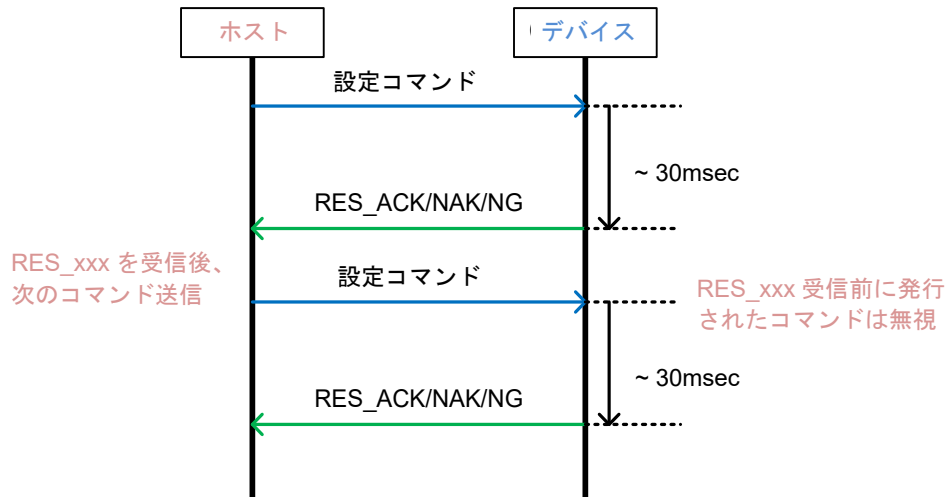 ホスト
デバイス
設定コマンド
~ 30msec
RES_ACK/NAK/NG
RES_xxx を受信後、
次のコマンド送信
設定コマンド
RES_xxx 受信前に発行
されたコマンドは無視
~ 30msec
RES_ACK/NAK/NG